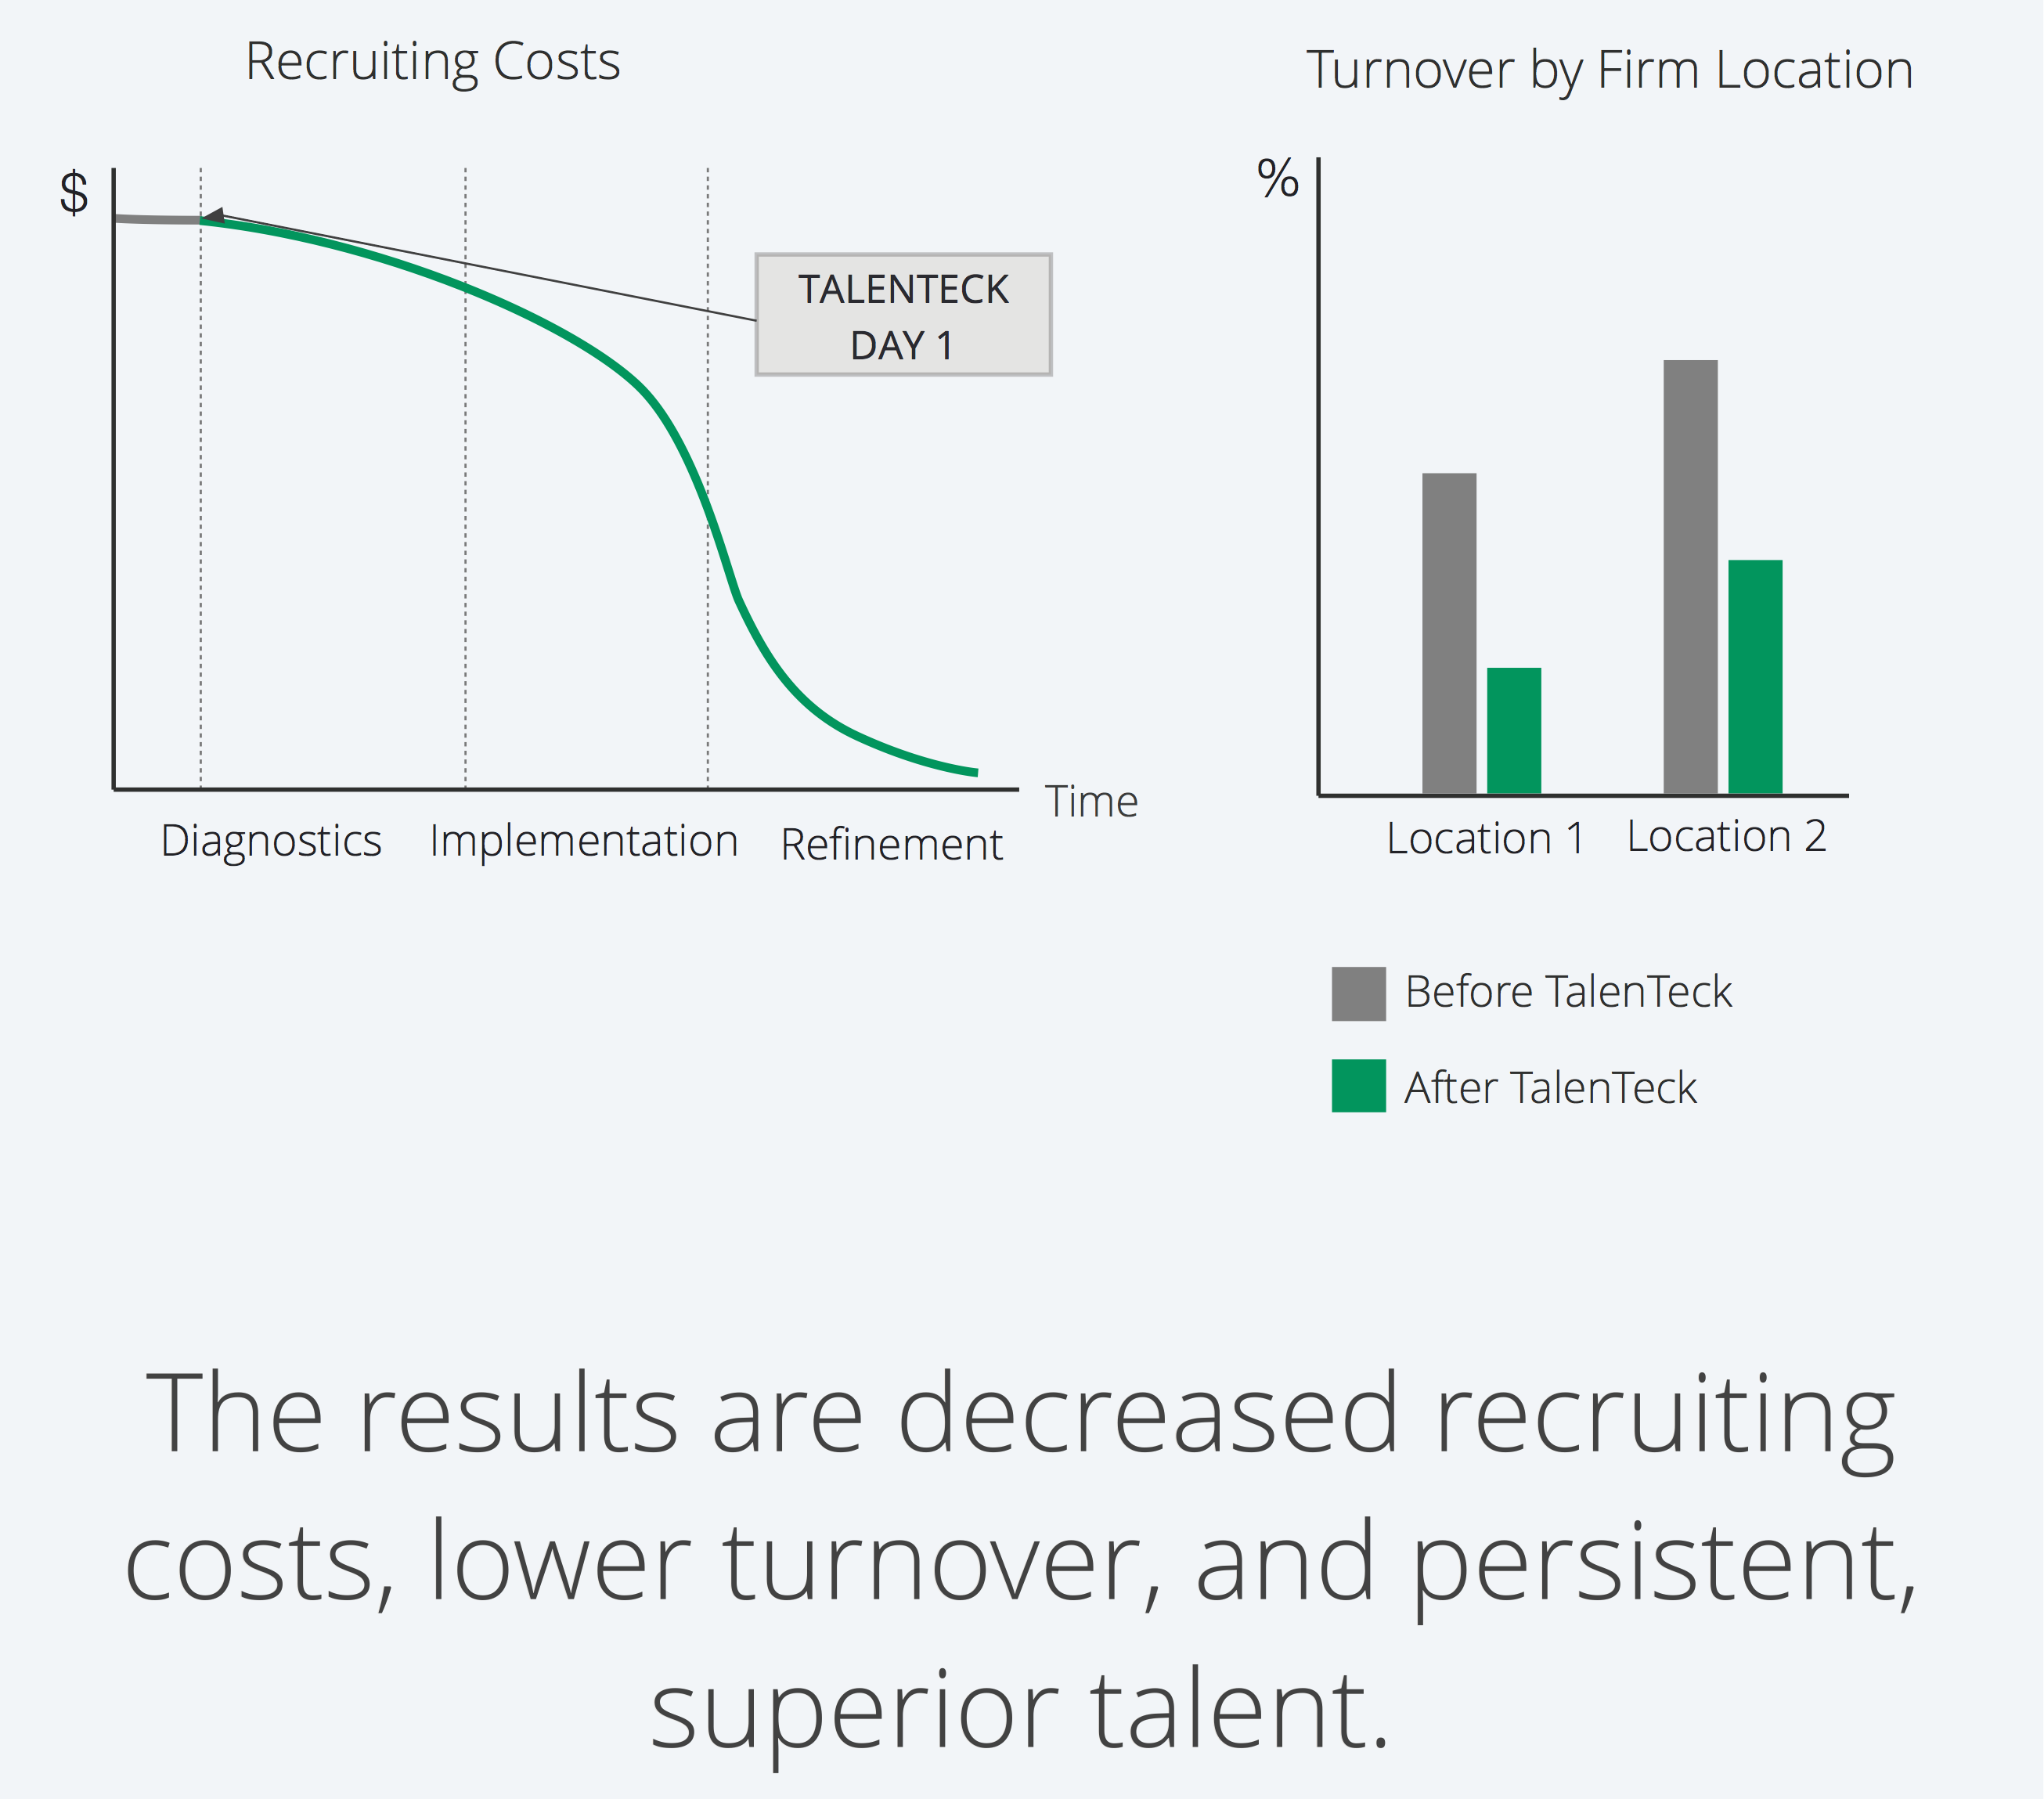 Recruiting Costs
$
TALENTECK
DAY 1
Time
Diagnostics
Implementation
Refinement
Turnover by Firm Location
%
Location 1
Location 2
Before TalenTeck
After TalenTeck
The results are decreased recruiting
costs, lower turnover, and persistent,
superior talent.